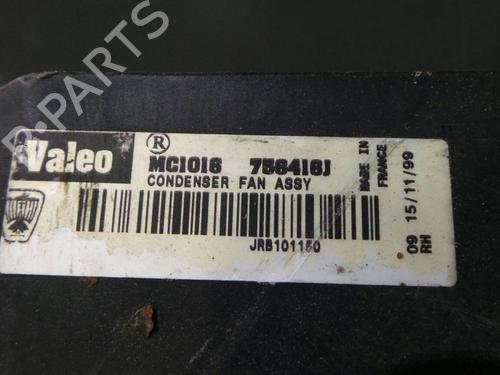 B-PARTS
Valeo ® MC1016 756416J
CONDENSER FAN ASSY
JRB101150
MADE IN
FRANCE
09 15/11/99
RH